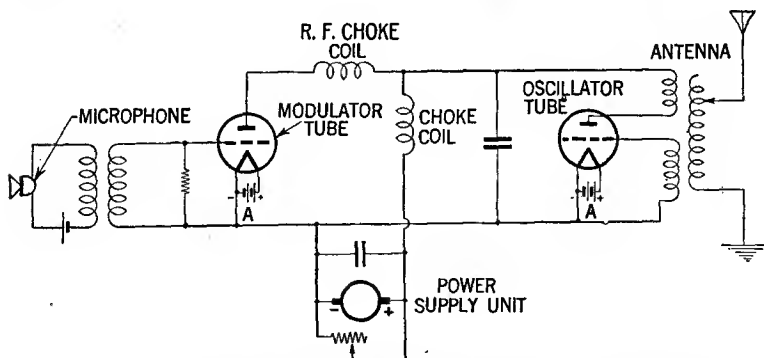 R. F. CHOKE
COIL
ANTENNA
OSCILLATOR
TUBE
MICROPHONE
MODULATOR
TUBE
CHOKE
COIL
- +
A
- +
A
POWER
SUPPLY UNIT
- +